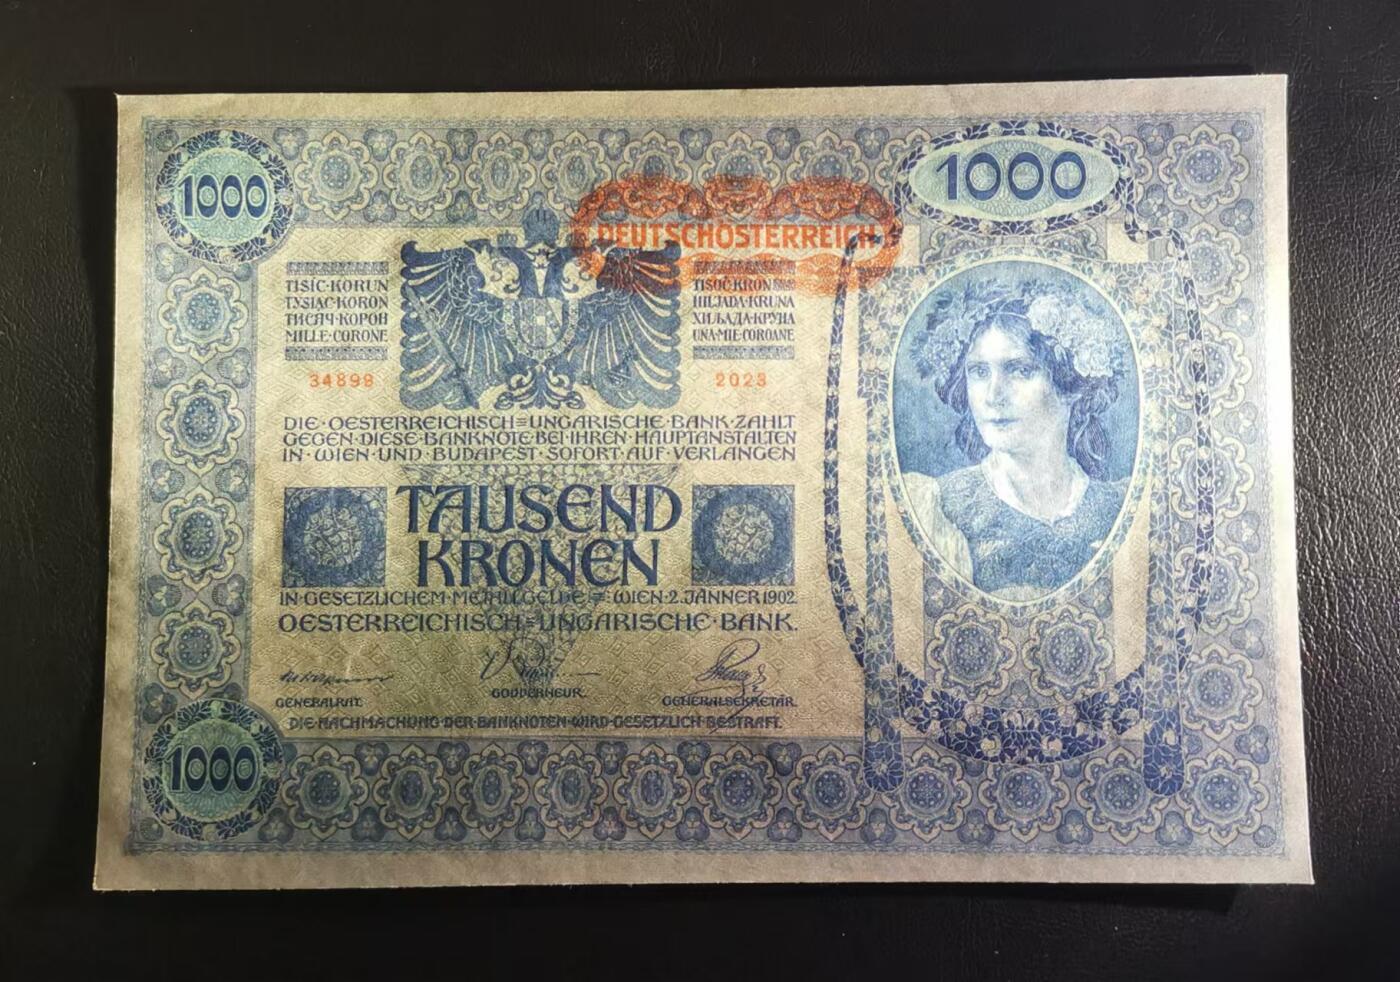 1000
1000
DEUTSCHÖSTERREICH
TISÍC·KORUN
TYSIĄC·KORON
ТИСЯЧ·КОРОН
MILLE·CORONE
TISOČ·KRON
HILJADA·KRUNA
ХИЉАДА·КРУНА
UNA·MIE·COROANE
34899
2023
DIE·OESTERREICHISCH=UNGARISCHE·BANK·ZAHLT
GEGEN·DIESE·BANKNOTE·BEI·IHREN·HAUPTANSTALTEN
IN·WIEN·UND·BUDAPEST·SOFORT·AUF·VERLANGEN
TAUSEND
KRONEN
IN·GESETZLICHEM·METALLGELDE=WIEN·2.JÄNNER 1902.
OESTERREICHISCH=UNGARISCHE·BANK.
GENERALRAT.
GOUVERNEUR.
GENERALSEKRETÄR.
DIE·NACHMACHUNG·DER·BANKNOTEN·WIRD·GESETZLICH·BESTRAFT.
1000